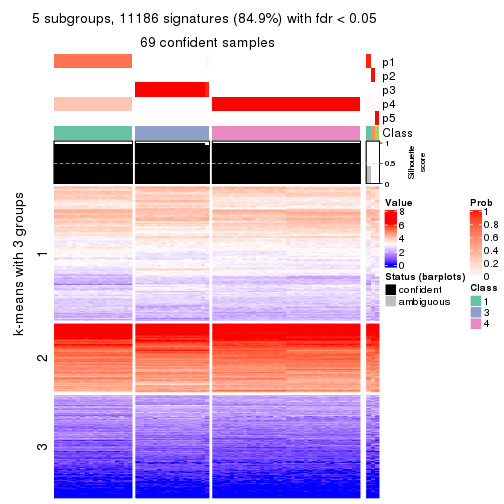 5 subgroups, 11186 signatures (84.9%) with fdr < 0.05
69 confident samples
p1
p2
p3
p4
p5
Class
1
0.5
0
Silhouette
score
k-means with 3 groups
1
2
3
Value
8
6
4
2
0
Prob
1
0.8
0.6
0.4
0.2
0
Status (barplots)
confident
ambiguous
Class
1
3
4